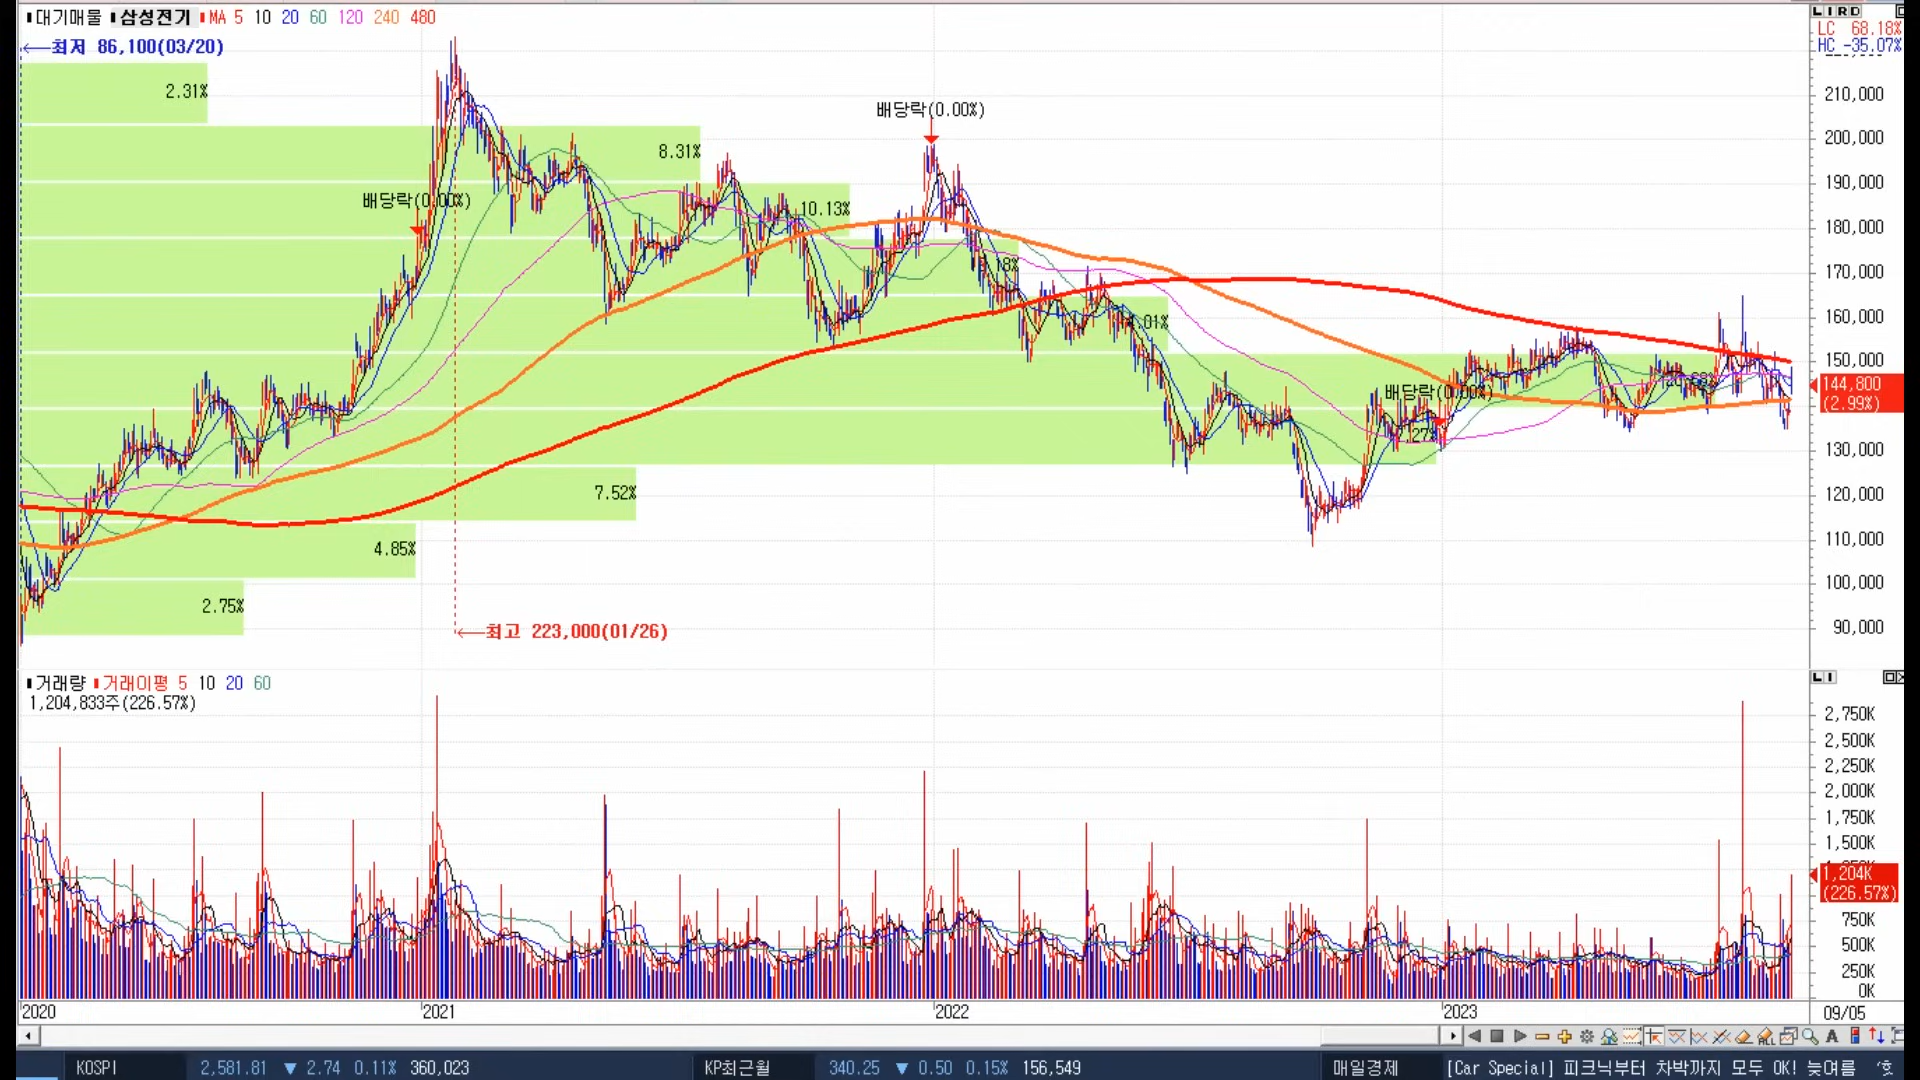 대기매물 삼성전기 MA 5 10 20 60 120 240 480
←최저 86,100(03/20)
LIRD
LC 68.18%
HC -35.07%
2.31%
8.31%
10.13%
18%
.01%
27%
7.52%
4.85%
2.75%
배당락(0.00%)
배당락(0.00%)
배당락(0.00%)
←최고 223,000(01/26)
210,000
200,000
190,000
180,000
170,000
160,000
150,000
144,800
(2.99%)
130,000
120,000
110,000
100,000
90,000
거래량 거래이평 5 10 20 60
1,204,833주(226.57%)
LI
2,750K
2,500K
2,250K
2,000K
1,750K
1,500K
1,204K
(226.57%)
750K
500K
250K
0K
2020 2021 2022 2023 09/05
KOSPI 2,581.81 ▼ 2.74 0.11% 360,023 KP최근월 340.25 ▼ 0.50 0.15% 156,549 매일경제 [Car Special] 피크닉부터 차박까지 모두 OK! 늦여름